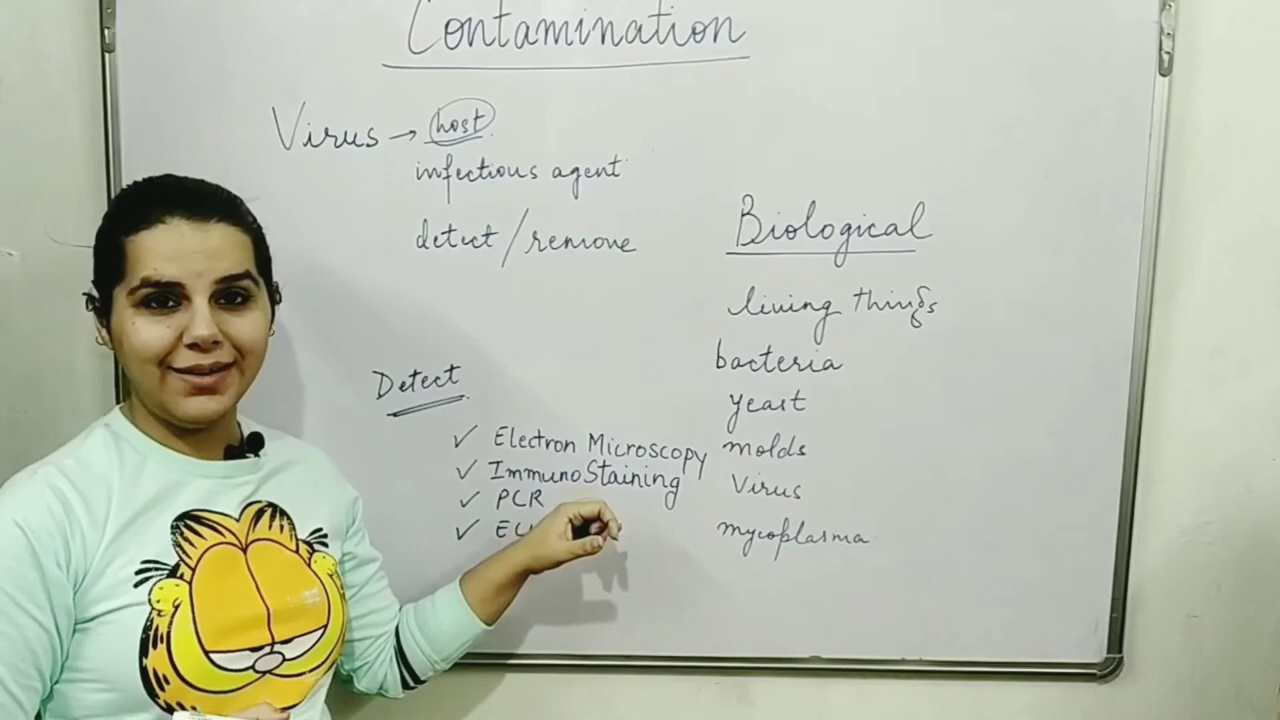 Contamination
Virus → host
infectious agent
detect / remove
Detect
✓ Electron Microscopy
✓ ImmunoStaining
✓ PCR
✓
Biological
living things
bacteria
yeast
molds
Virus
mycoplasma